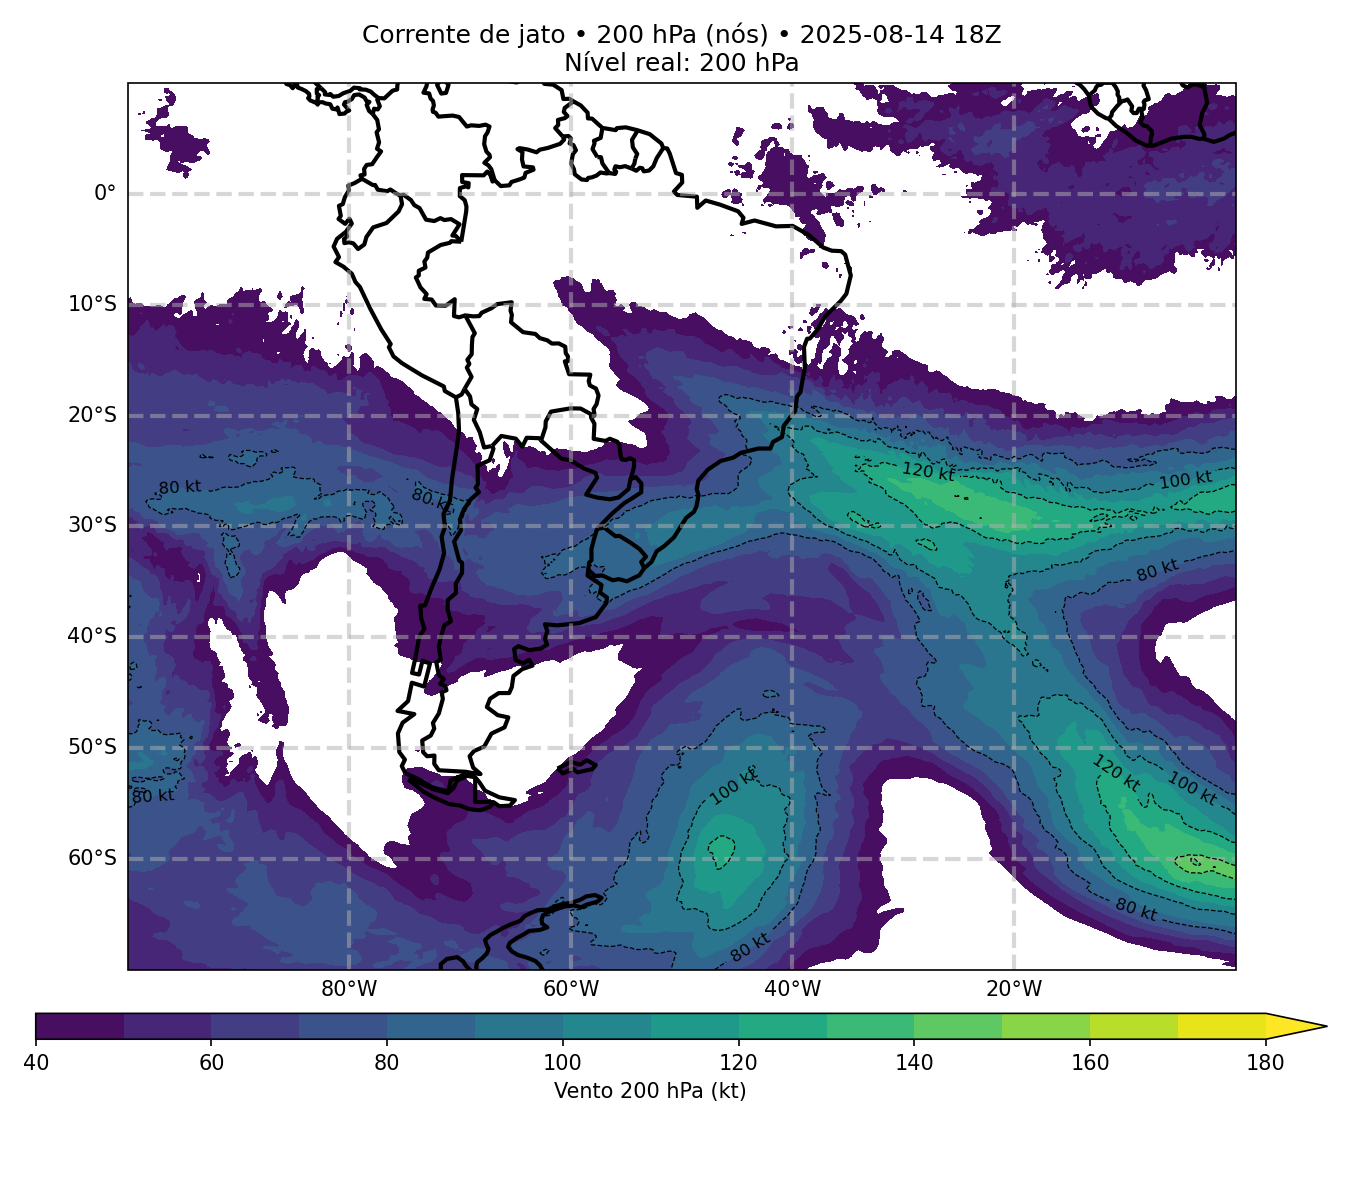 Corrente de jato • 200 hPa (nós) • 2025-08-14 18Z
Nível real: 200 hPa
0°
10°S
120 kt
20°S
80 kt
80 kt
100 kt
30°S
80 kt
40°S
50°S
100 kt
120 kt
100 kt
80 kt
60°S
80 kt
80 kt
80°W 60°W 40°W 20°W
40 60 80 100 120 140 160 180
Vento 200 hPa (kt)